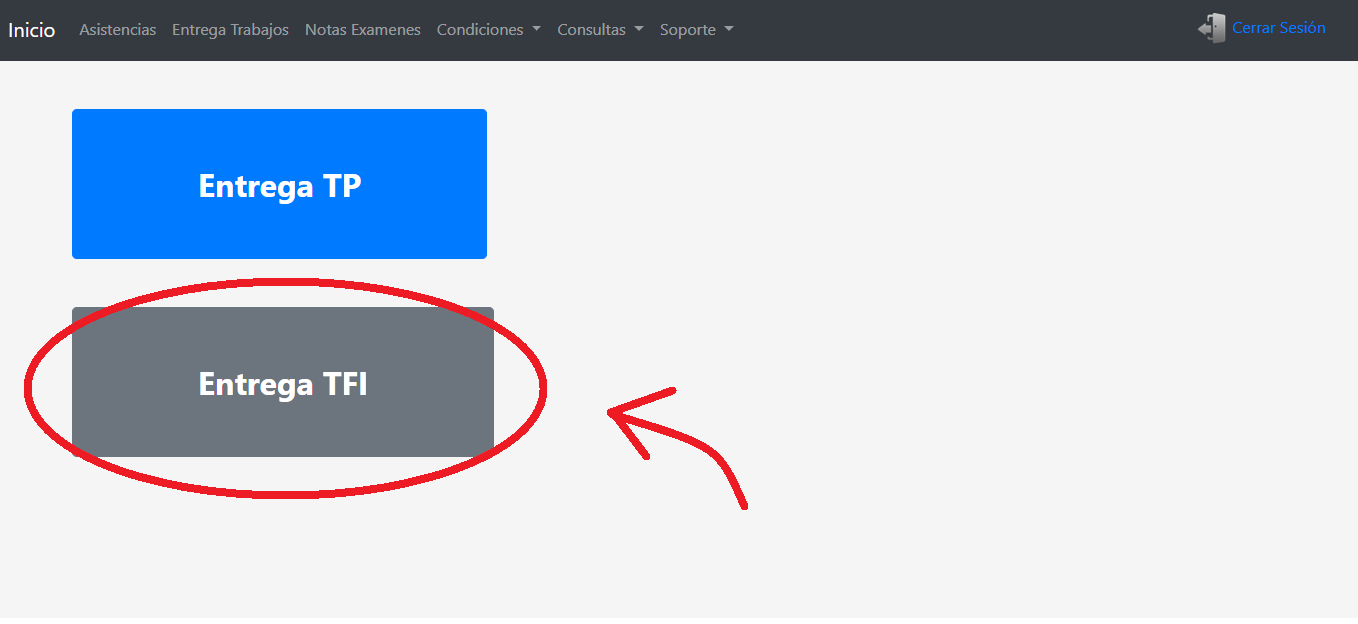 Inicio Asistencias Entrega Trabajos Notas Examenes Condiciones Consultas Soporte Cerrar Sesión
Entrega TP
Entrega TFI